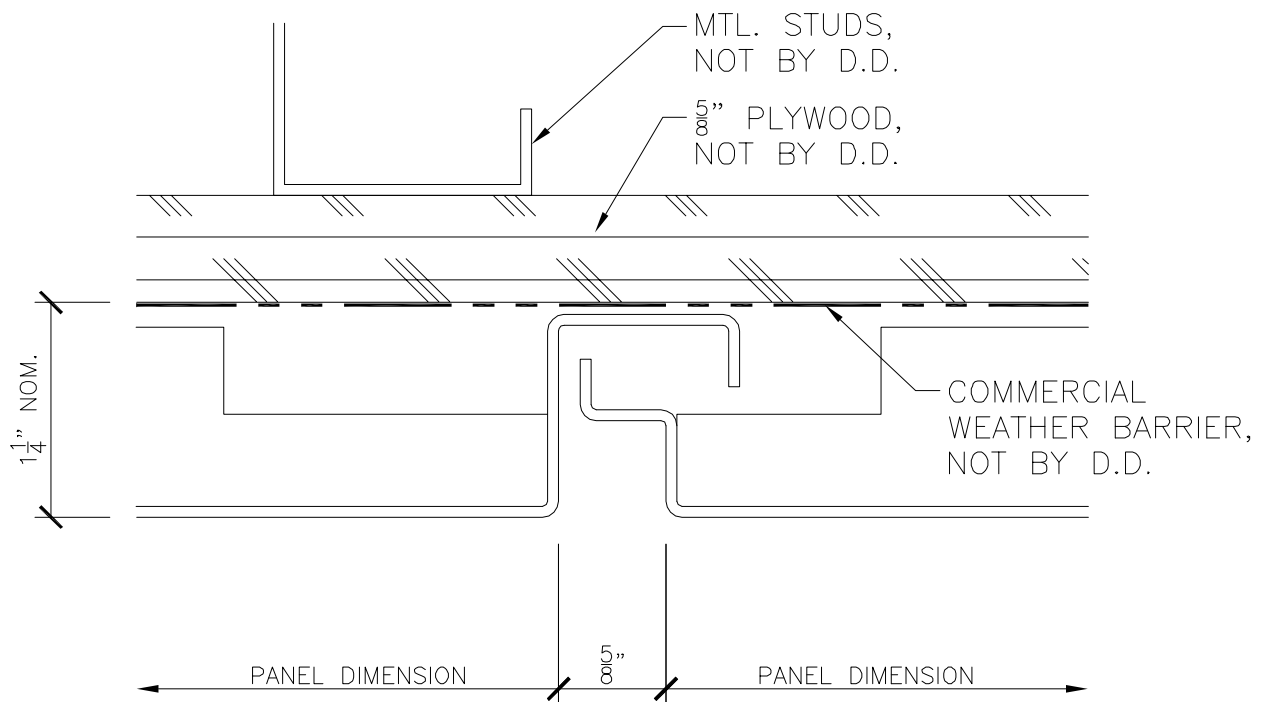 MTL. STUDS,
NOT BY D.D.
5/8" PLYWOOD,
NOT BY D.D.
1 1/4" NOM.
COMMERCIAL
WEATHER BARRIER,
NOT BY D.D.
PANEL DIMENSION
5/8"
PANEL DIMENSION